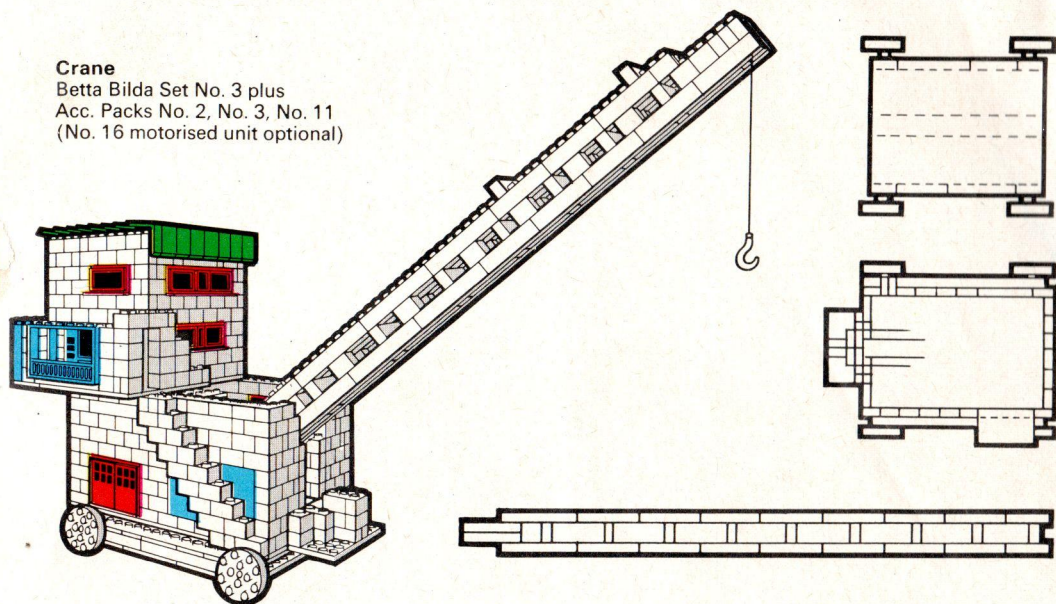 Crane
Betta Bilda Set No. 3 plus
Acc. Packs No. 2, No. 3, No. 11
(No. 16 motorised unit optional)